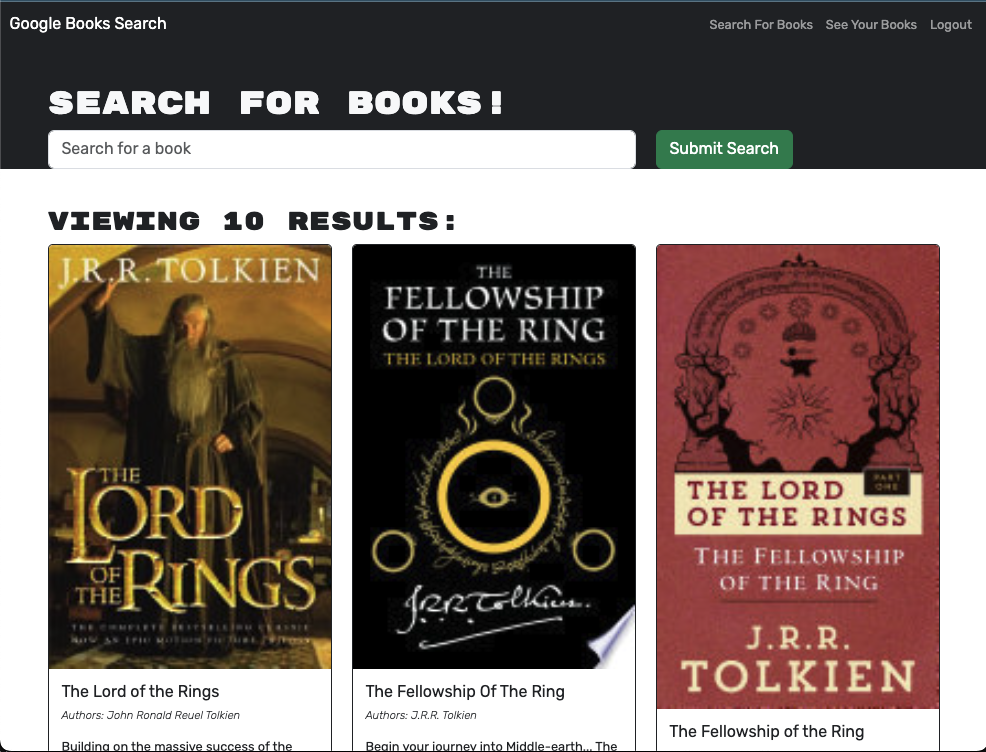 Google Books Search
Search For Books
See Your Books
Logout
SEARCH FOR BOOKS!
Search for a book
Submit Search
VIEWING 10 RESULTS:
J.R.R. TOLKIEN
THE
LORD
OF
THE RINGS
THE COMPLETE BESTSELLING CLASSIC
NOW AN EPIC MOTION PICTURE TRILOGY
The Lord of the Rings
Authors: John Ronald Reuel Tolkien
Building on the massive success of the
THE
FELLOWSHIP
OF THE RING
THE LORD OF THE RINGS
J.R.R. Tolkien.
The Fellowship Of The Ring
Authors: J.R.R. Tolkien
Begin your journey into Middle-earth... The
PART
ONE
THE LORD
OF THE RINGS
THE FELLOWSHIP
OF THE RING
J.R.R.
TOLKIEN
The Fellowship of the Ring